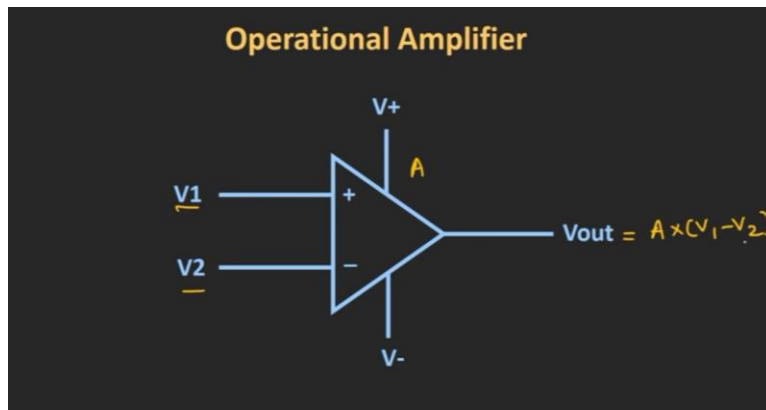 Operational Amplifier
V+
A
V1
+
Vout = A×(V₁-V₂)
V2
−
V-